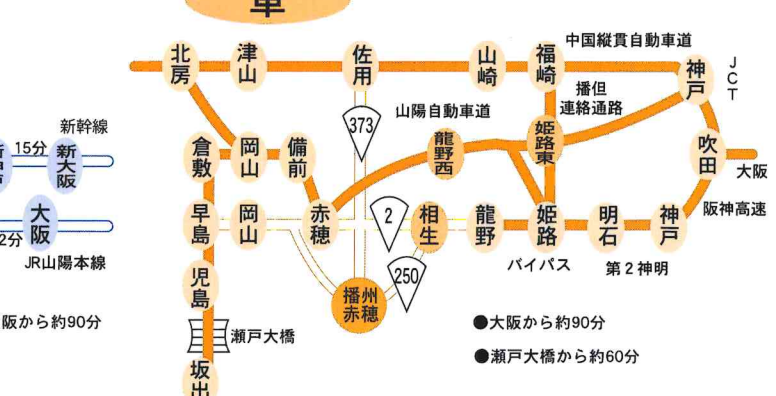 車
中国縦貫自動車道
北房
津山
佐用
山崎
福崎
神戸
JCT
播但
連絡通路
山陽自動車道
373
新幹線
15分
新大阪
倉敷
岡山
備前
龍野西
姫路東
吹田
大阪
阪神高速
大阪
2分
JR山陽本線
早島
岡山
赤穂
2
相生
龍野
姫路
明石
神戸
バイパス
第2神明
児島
播州
赤穂
250
阪から約90分
瀬戸大橋
坂出
●大阪から約90分
●瀬戸大橋から約60分